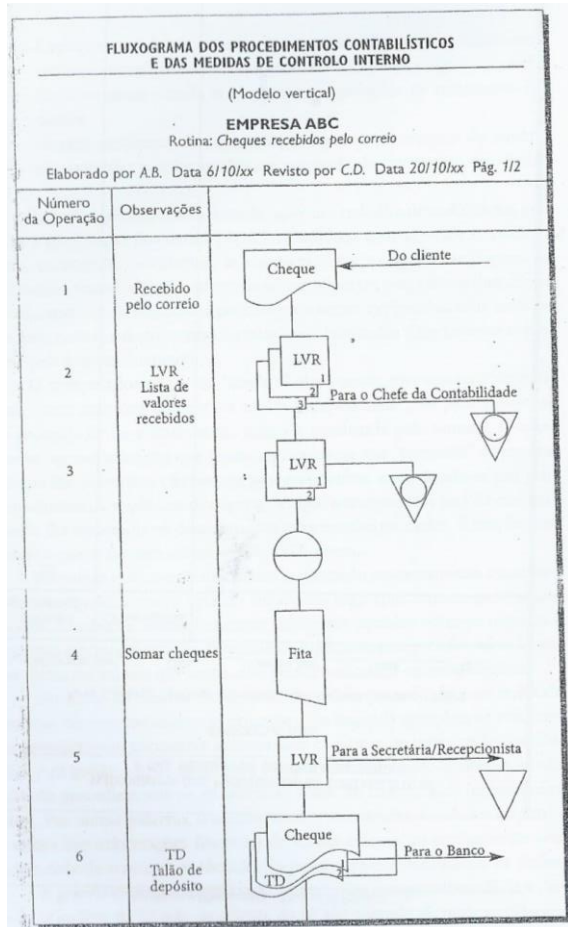 FLUXOGRAMA DOS PROCEDIMENTOS CONTABILÍSTICOS
E DAS MEDIDAS DE CONTROLO INTERNO
(Modelo vertical)
EMPRESA ABC
Rotina: Cheques recebidos pelo correio
Elaborado por A.B. Data 6/10/xx Revisto por C.D. Data 20/10/xx Pág. 1/2
Número
da Operação
Observações
Cheque
Do cliente
1
Recebido
pelo correio
2
LVR
Lista de
valores
recebidos
LVR
1
2
3
Para o Chefe da Contabilidade
3
LVR
1
2
4
Somar cheques
Fita
5
LVR
Para a Secretária/Recepcionista
6
TD
Talão de
depósito
Cheque
TD
1
2
Para o Banco